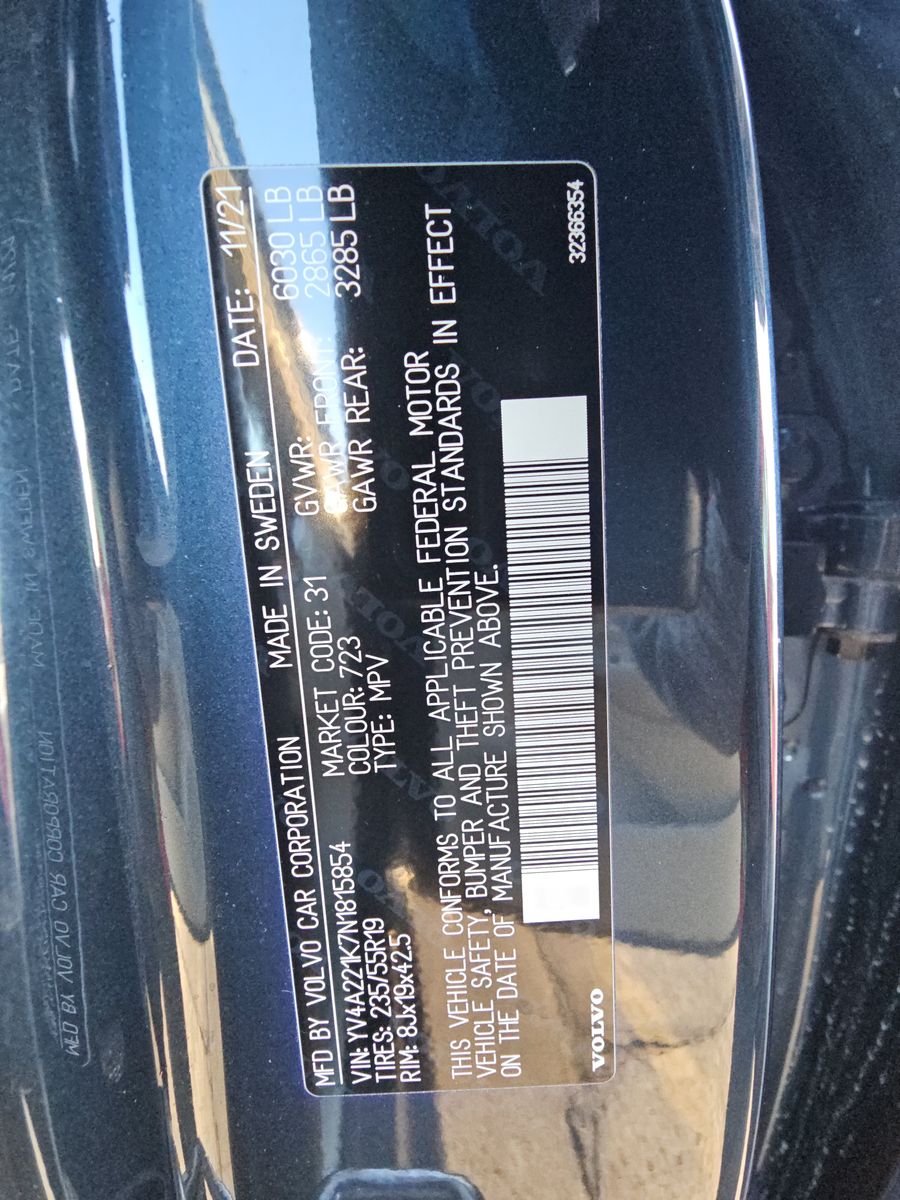 MFD BY VOLVO CAR CORPORATION MADE IN SWEDEN DATE: 11/21
VIN: YV4A221K7N1815854 MARKET CODE: 31 GVWR: 6030 LB
TIRES: 235/55R19 COLOUR: 723 GAWR FRONT: 2865 LB
RIM: 8Jx19x42.5 TYPE: MPV GAWR REAR: 3285 LB
THIS VEHICLE CONFORMS TO ALL APPLICABLE FEDERAL MOTOR
VEHICLE SAFETY, BUMPER AND THEFT PREVENTION STANDARDS IN EFFECT
ON THE DATE OF MANUFACTURE SHOWN ABOVE.
VOLVO
32366354